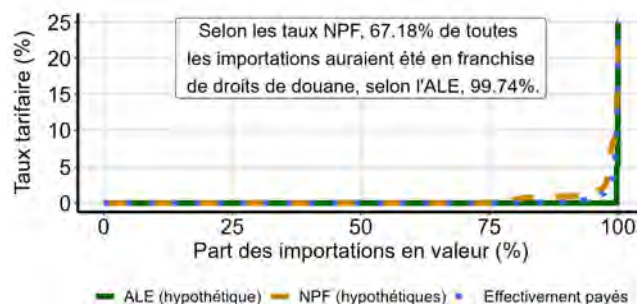 Taux tarifaire (%)
25
20
15
10
5
0
Selon les taux NPF, 67.18% de toutes
les importations auraient été en franchise
de droits de douane, selon l'ALE, 99.74%.
0 25 50 75 100
Part des importations en valeur (%)
ALE (hypothétique) NPF (hypothétiques) Effectivement payés